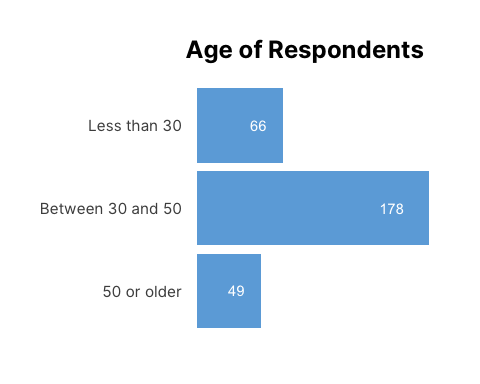 Age of Respondents
Less than 30
66
Between 30 and 50
178
50 or older
49